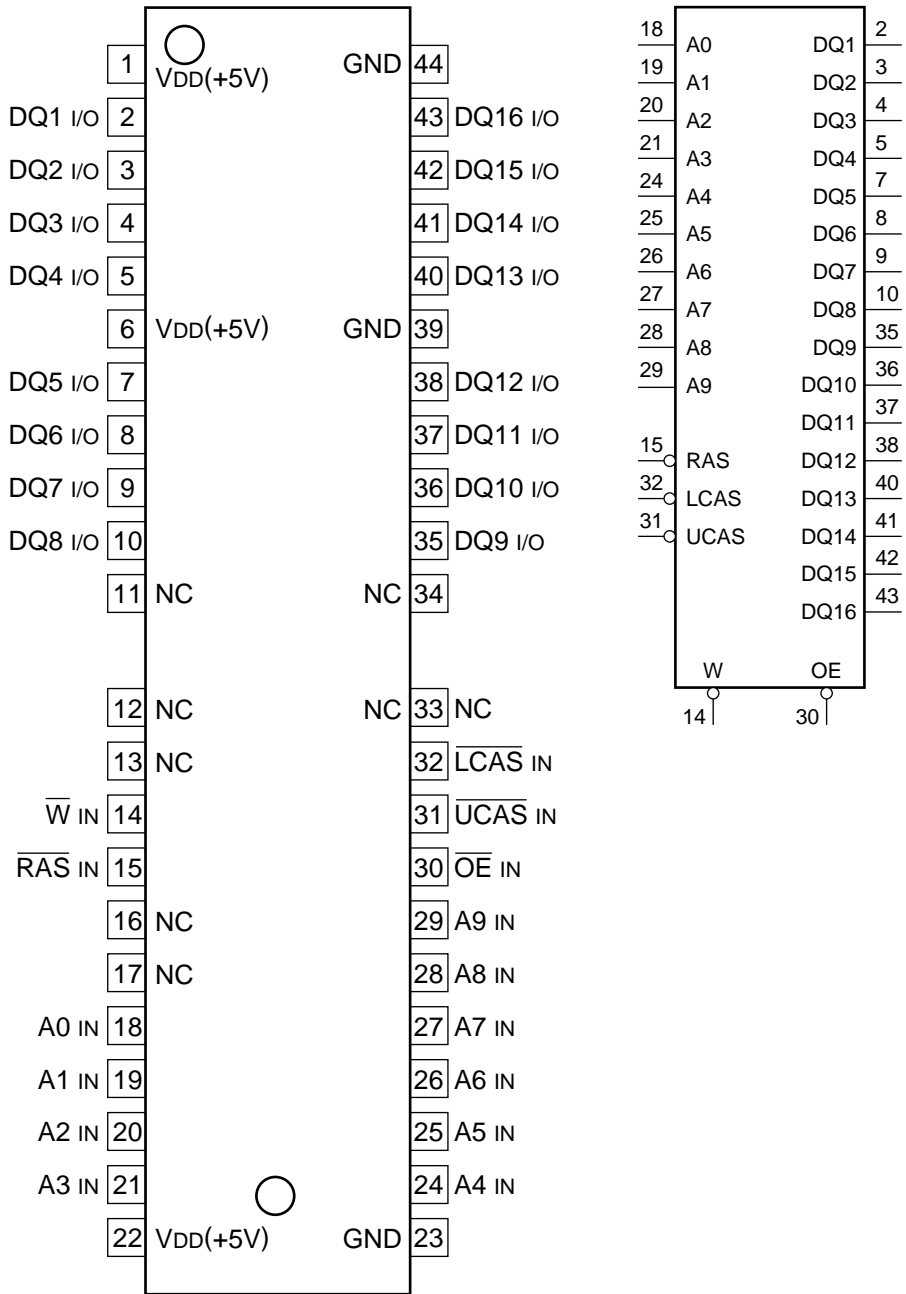 1 VDD(+5V) GND 44
DQ1 I/O 2 43 DQ16 I/O
DQ2 I/O 3 42 DQ15 I/O
DQ3 I/O 4 41 DQ14 I/O
DQ4 I/O 5 40 DQ13 I/O
6 VDD(+5V) GND 39
DQ5 I/O 7 38 DQ12 I/O
DQ6 I/O 8 37 DQ11 I/O
DQ7 I/O 9 36 DQ10 I/O
DQ8 I/O 10 35 DQ9 I/O
11 NC NC 34
12 NC NC 33 NC
13 NC 32 L̅C̅A̅S̅ IN
W̅ IN 14 31 U̅C̅A̅S̅ IN
R̅A̅S̅ IN 15 30 O̅E̅ IN
16 NC 29 A9 IN
17 NC 28 A8 IN
A0 IN 18 27 A7 IN
A1 IN 19 26 A6 IN
A2 IN 20 25 A5 IN
A3 IN 21 24 A4 IN
22 VDD(+5V) GND 23
18 A0 DQ1 2
19 A1 DQ2 3
20 A2 DQ3 4
21 A3 DQ4 5
24 A4 DQ5 7
25 A5 DQ6 8
26 A6 DQ7 9
27 A7 DQ8 10
28 A8 DQ9 35
29 A9 DQ10 36
DQ11 37
15 RAS DQ12 38
32 LCAS DQ13 40
31 UCAS DQ14 41
DQ15 42
DQ16 43
W OE
14 30